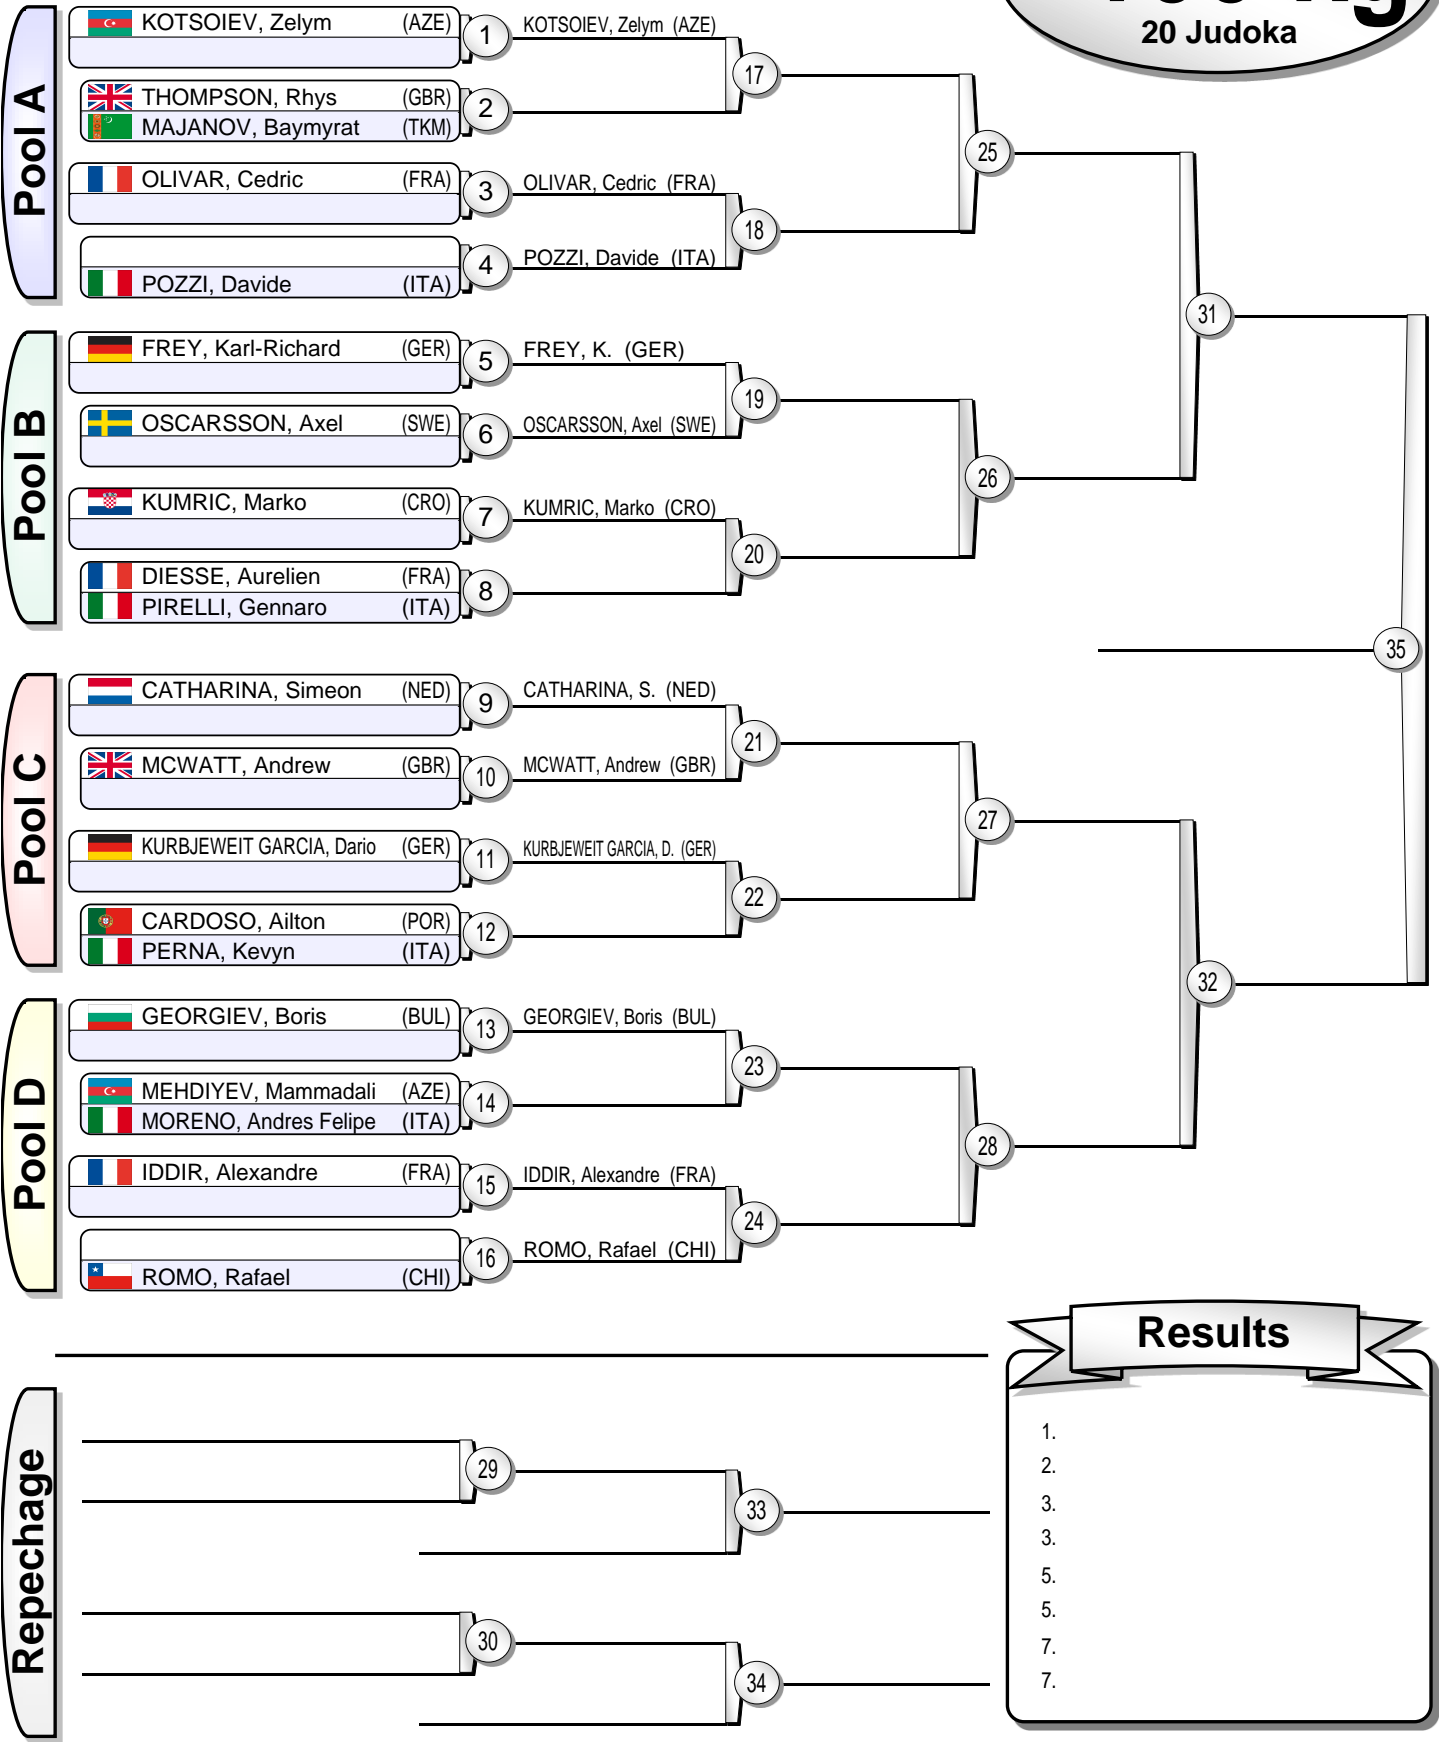 20 Judoka
Pool A
KOTSOIEV, Zelym (AZE)
1
KOTSOIEV, Zelym (AZE)
17
THOMPSON, Rhys (GBR)
MAJANOV, Baymyrat (TKM)
2
25
OLIVAR, Cedric (FRA)
3
OLIVAR, Cedric (FRA)
18
POZZI, Davide (ITA)
4
POZZI, Davide (ITA)
31
Pool B
FREY, Karl-Richard (GER)
5
FREY, K. (GER)
19
OSCARSSON, Axel (SWE)
6
OSCARSSON, Axel (SWE)
26
KUMRIC, Marko (CRO)
7
KUMRIC, Marko (CRO)
20
DIESSE, Aurelien (FRA)
PIRELLI, Gennaro (ITA)
8
35
Pool C
CATHARINA, Simeon (NED)
9
CATHARINA, S. (NED)
21
MCWATT, Andrew (GBR)
10
MCWATT, Andrew (GBR)
27
KURBJEWEIT GARCIA, Dario (GER)
11
KURBJEWEIT GARCIA, D. (GER)
22
CARDOSO, Ailton (POR)
PERNA, Kevyn (ITA)
12
32
Pool D
GEORGIEV, Boris (BUL)
13
GEORGIEV, Boris (BUL)
23
MEHDIYEV, Mammadali (AZE)
MORENO, Andres Felipe (ITA)
14
28
IDDIR, Alexandre (FRA)
15
IDDIR, Alexandre (FRA)
24
ROMO, Rafael (CHI)
16
ROMO, Rafael (CHI)
Repechage
29
33
30
34
Results
1.
2.
3.
3.
5.
5.
7.
7.